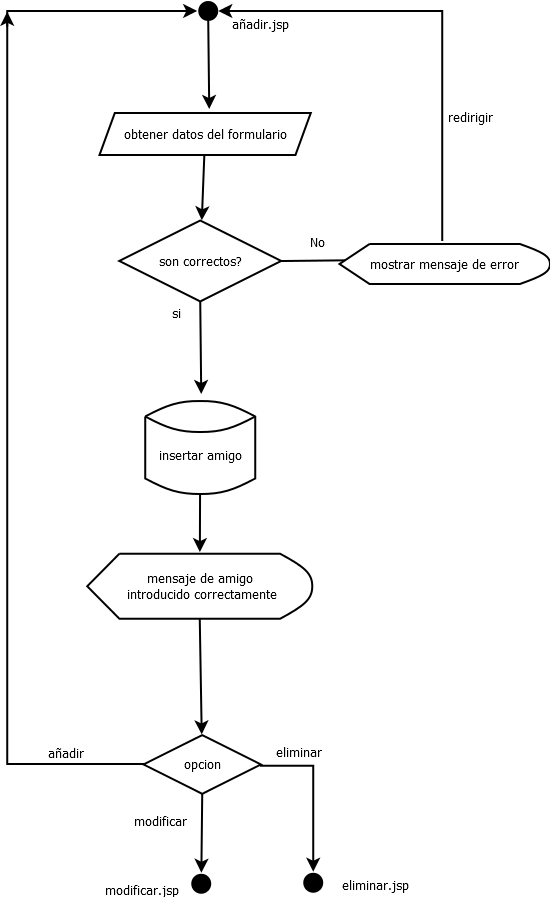 añadir.jsp
redirigir
obtener datos del formulario
No
son correctos?
mostrar mensaje de error
si
insertar amigo
mensaje de amigo
introducido correctamente
añadir
eliminar
opcion
modificar
modificar.jsp
eliminar.jsp